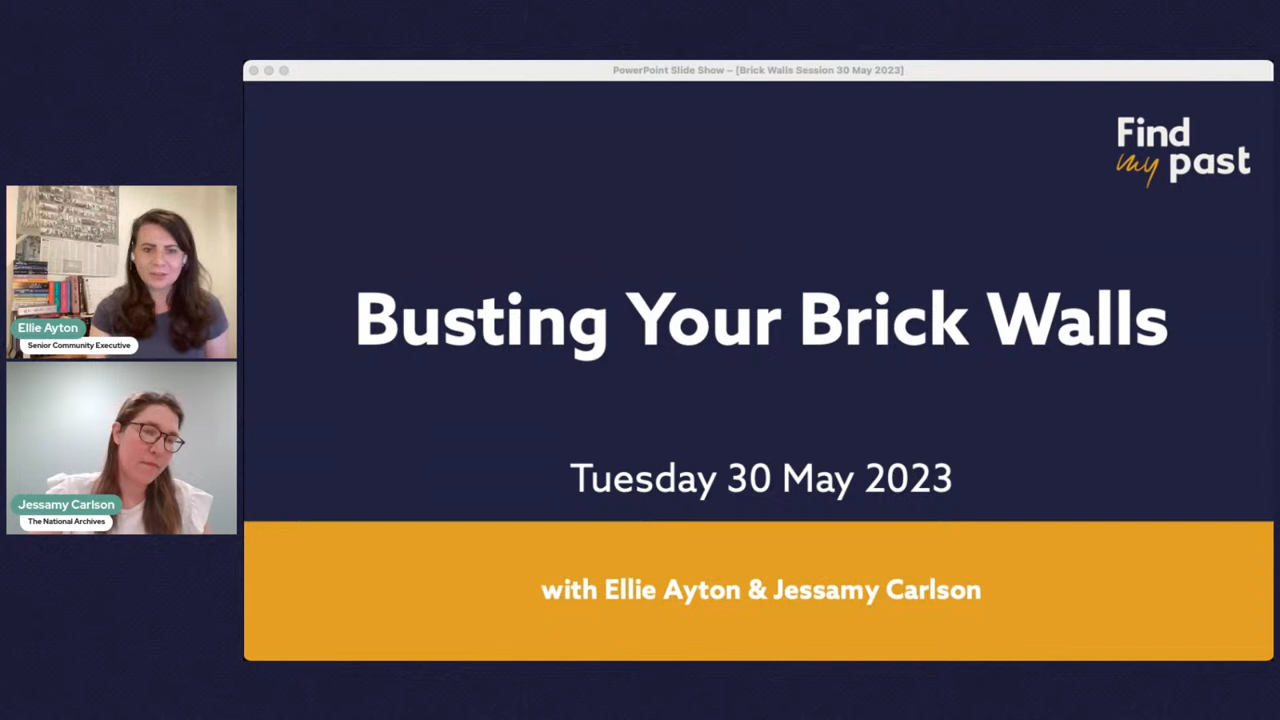 PowerPoint Slide Show – [Brick Walls Session 30 May 2023]
Find
my past
Busting Your Brick Walls
Tuesday 30 May 2023
with Ellie Ayton & Jessamy Carlson
Ellie Ayton
Senior Community Executive
Jessamy Carlson
The National Archives